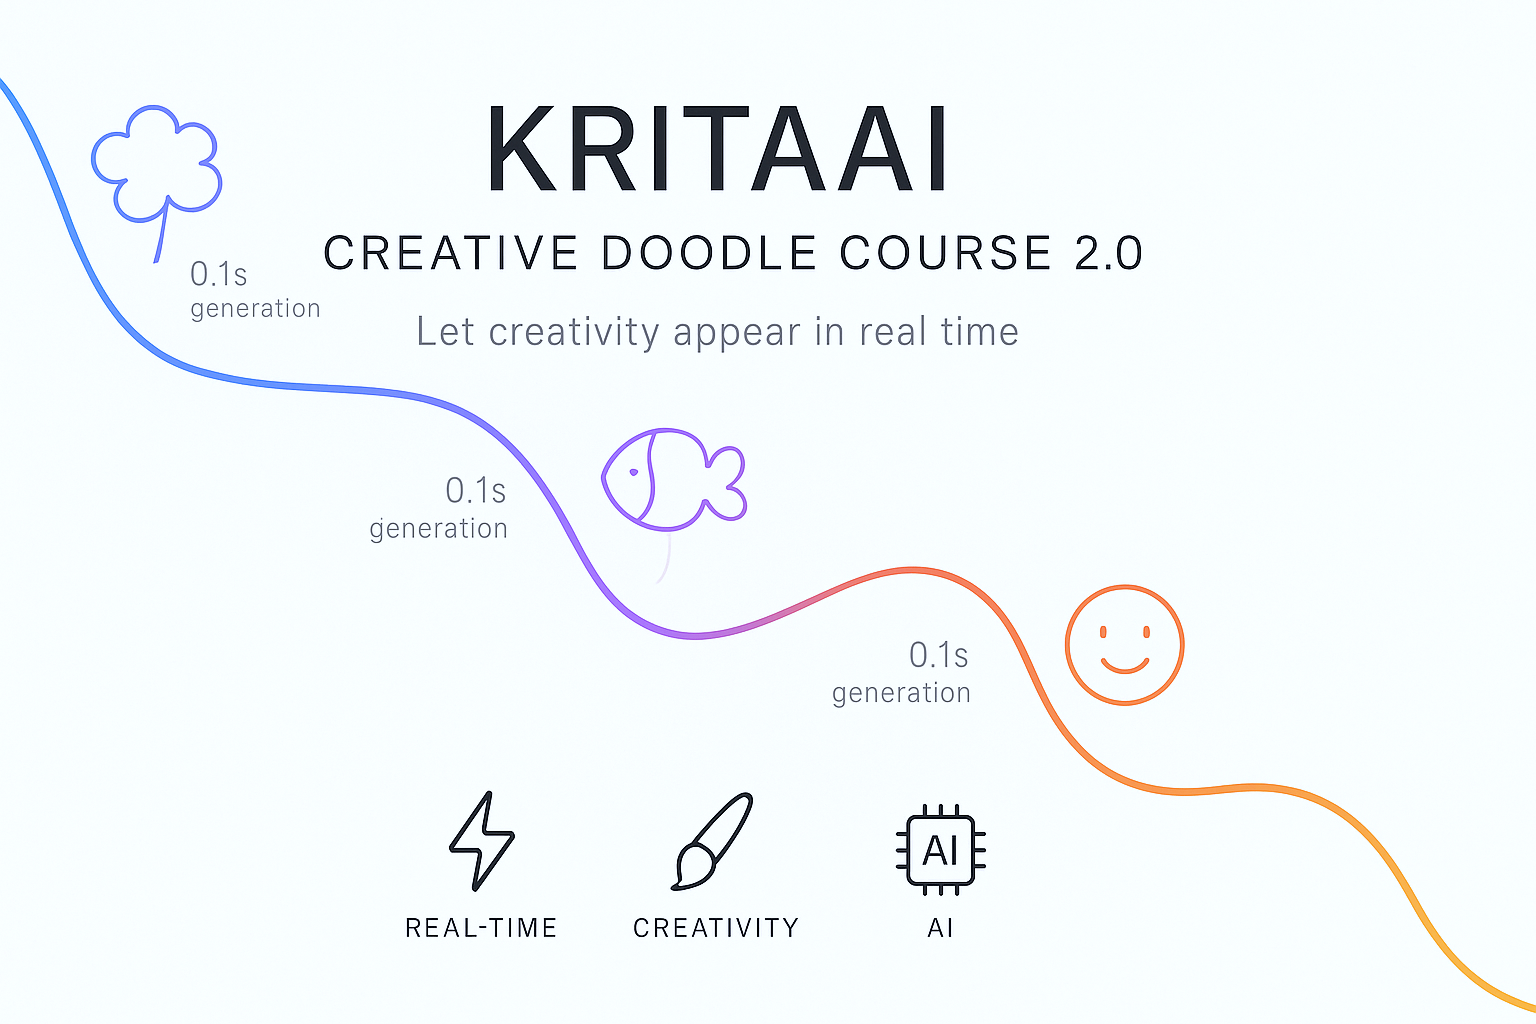 KRITAAI
CREATIVE DOODLE COURSE 2.0
0.1s
generation
Let creativity appear in real time
0.1s
generation
0.1s
generation
AI
REAL-TIME
CREATIVITY
AI